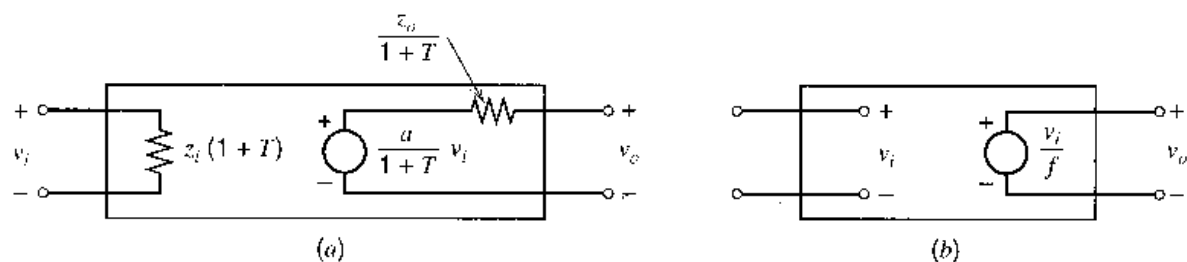 z_o
1 + T
+
+
v_i
z_i (1 + T)
+
−
a
1 + T
v_i
v_o
−
−
(a)
+
+
+
+
v_i
v_i
f
v_o
−
−
−
−
(b)